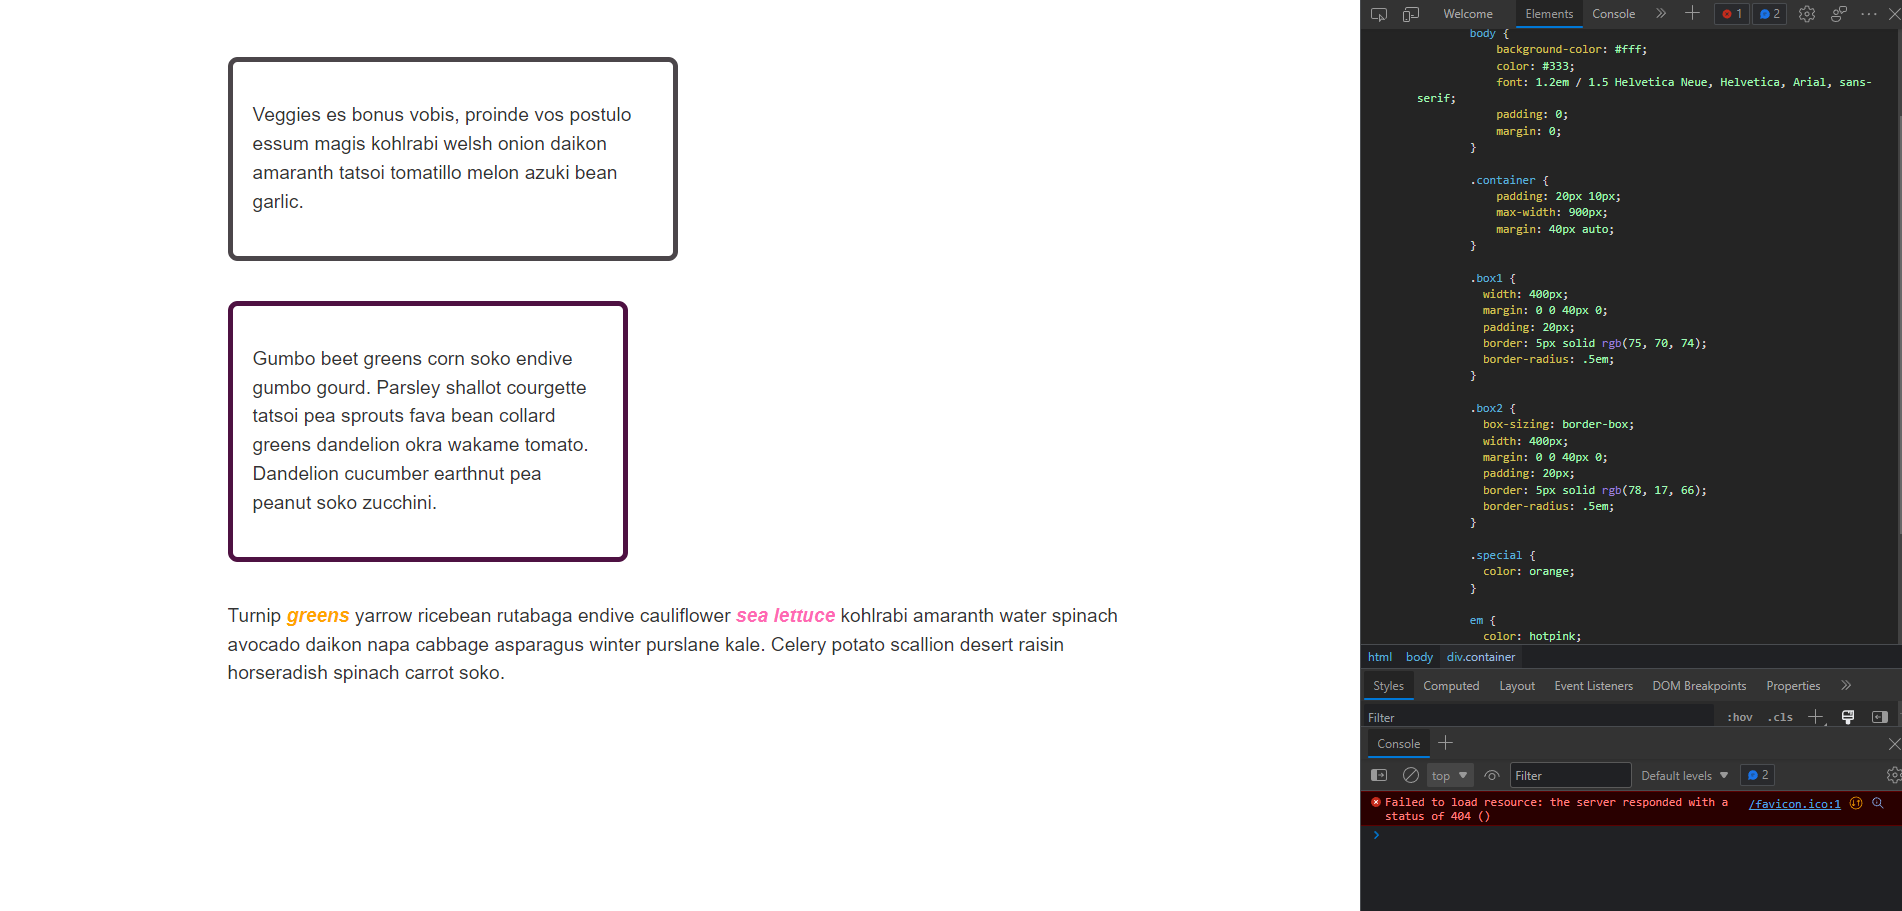 Veggies es bonus vobis, proinde vos postulo
essum magis kohlrabi welsh onion daikon
amaranth tatsoi tomatillo melon azuki bean
garlic.
Gumbo beet greens corn soko endive
gumbo gourd. Parsley shallot courgette
tatsoi pea sprouts fava bean collard
greens dandelion okra wakame tomato.
Dandelion cucumber earthnut pea
peanut soko zucchini.
Turnip greens yarrow ricebean rutabaga endive cauliflower sea lettuce kohlrabi amaranth water spinach
avocado daikon napa cabbage asparagus winter purslane kale. Celery potato scallion desert raisin
horseradish spinach carrot soko.
Welcome Elements Console » 1 2
body {
background-color: #fff;
color: #333;
font: 1.2em / 1.5 Helvetica Neue, Helvetica, Arial, sans-
serif;
padding: 0;
margin: 0;
}
.container {
padding: 20px 10px;
max-width: 900px;
margin: 40px auto;
}
.box1 {
width: 400px;
margin: 0 0 40px 0;
padding: 20px;
border: 5px solid rgb(75, 70, 74);
border-radius: .5em;
}
.box2 {
box-sizing: border-box;
width: 400px;
margin: 0 0 40px 0;
padding: 20px;
border: 5px solid rgb(78, 17, 66);
border-radius: .5em;
}
.special {
color: orange;
}
em {
color: hotpink;
html body div.container
Styles Computed Layout Event Listeners DOM Breakpoints Properties »
Filter :hov .cls
Console
top Filter Default levels 2
Failed to load resource: the server responded with a /favicon.ico:1
status of 404 ()